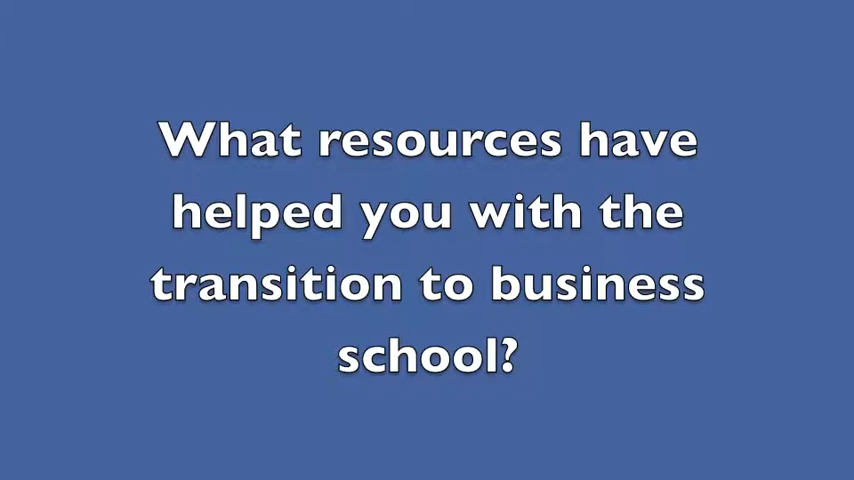 What resources have
helped you with the
transition to business
school?